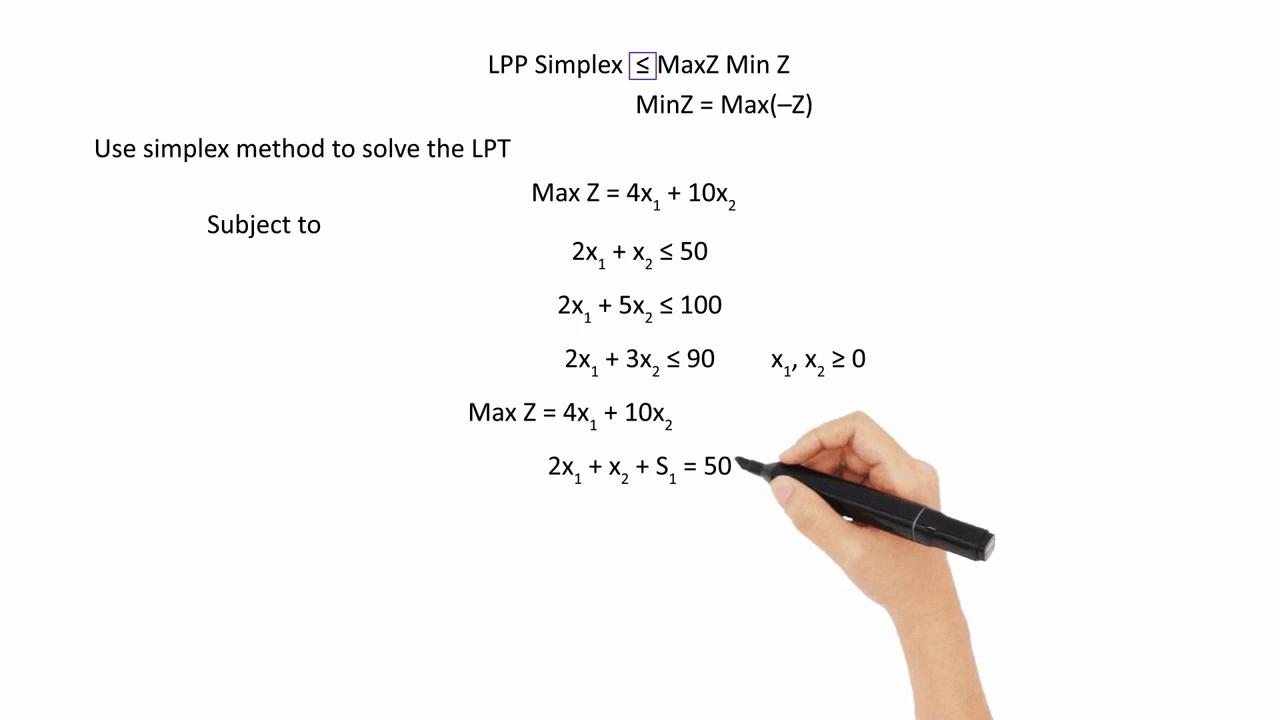 LPP Simplex ≤ MaxZ Min Z
MinZ = Max(–Z)
Use simplex method to solve the LPT
Max Z = 4x₁ + 10x₂
Subject to
2x₁ + x₂ ≤ 50
2x₁ + 5x₂ ≤ 100
2x₁ + 3x₂ ≤ 90 x₁, x₂ ≥ 0
Max Z = 4x₁ + 10x₂
2x₁ + x₂ + S₁ = 50